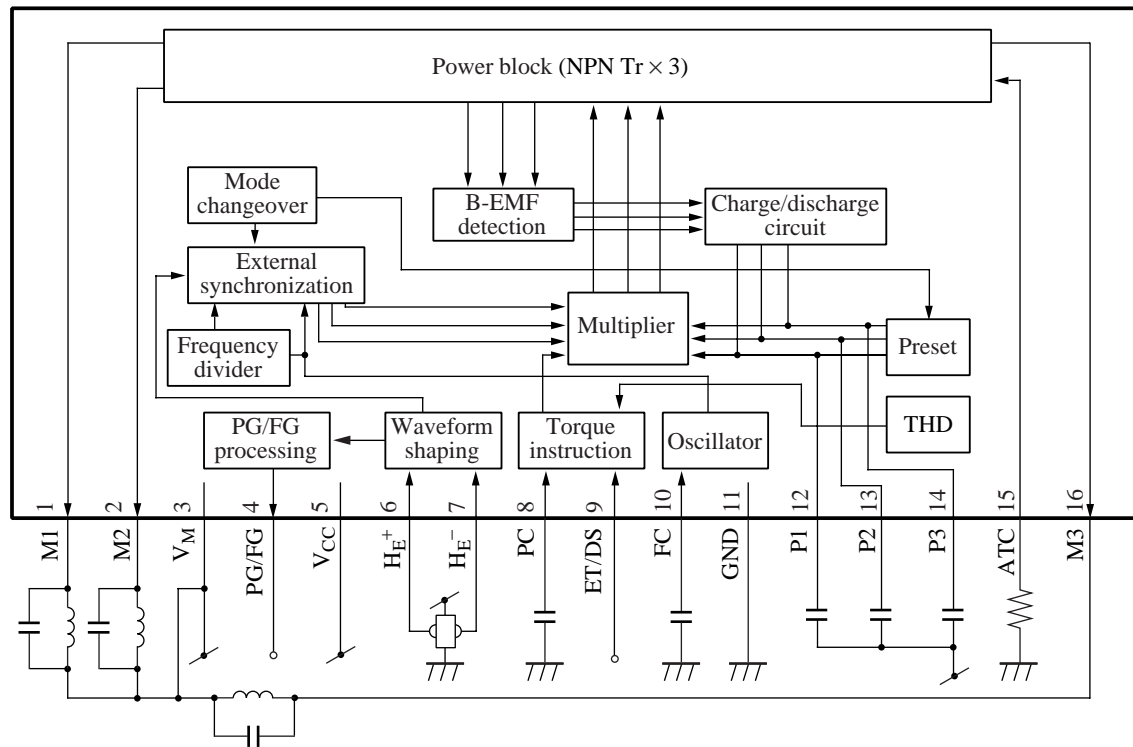 Power block (NPN Tr × 3)
Mode
changeover
B-EMF
detection
Charge/discharge
circuit
External
synchronization
Multiplier
Frequency
divider
Preset
PG/FG
processing
Waveform
shaping
Torque
instruction
Oscillator
THD
1
2
3
4
5
6
7
8
9
10
11
12
13
14
15
16
M1
M2
VM
PG/FG
VCC
HE+
HE−
PC
ET/DS
FC
GND
P1
P2
P3
ATC
M3